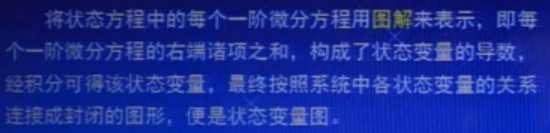 将状态方程中的每个一阶微分方程用图解来表示，即每
个一阶微分方程的右端诸项之和，构成了状态变量的导数，
经积分可得该状态变量，最终按照系统中各状态变量的关系
连接成封闭的图形，便是状态变量图。